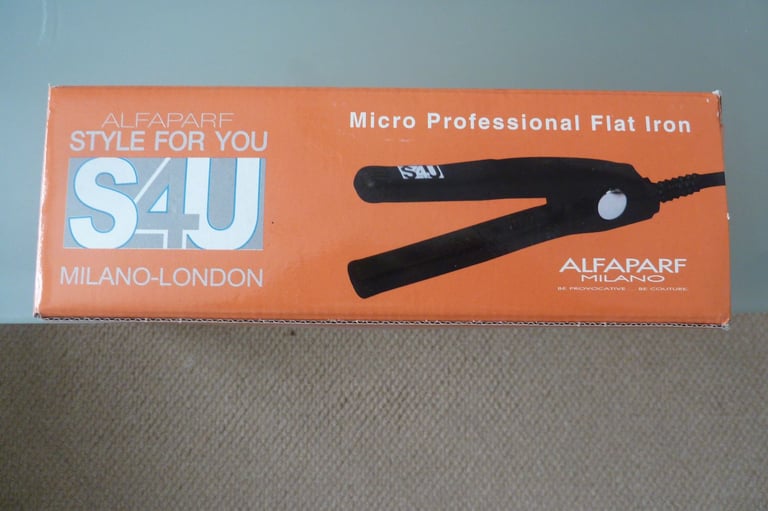 ALFAPARF
STYLE FOR YOU
S4U
MILANO-LONDON
Micro Professional Flat Iron
S4U
ALFAPARF
MILANO
BE PROVOCATIVE... BE COUTURE.